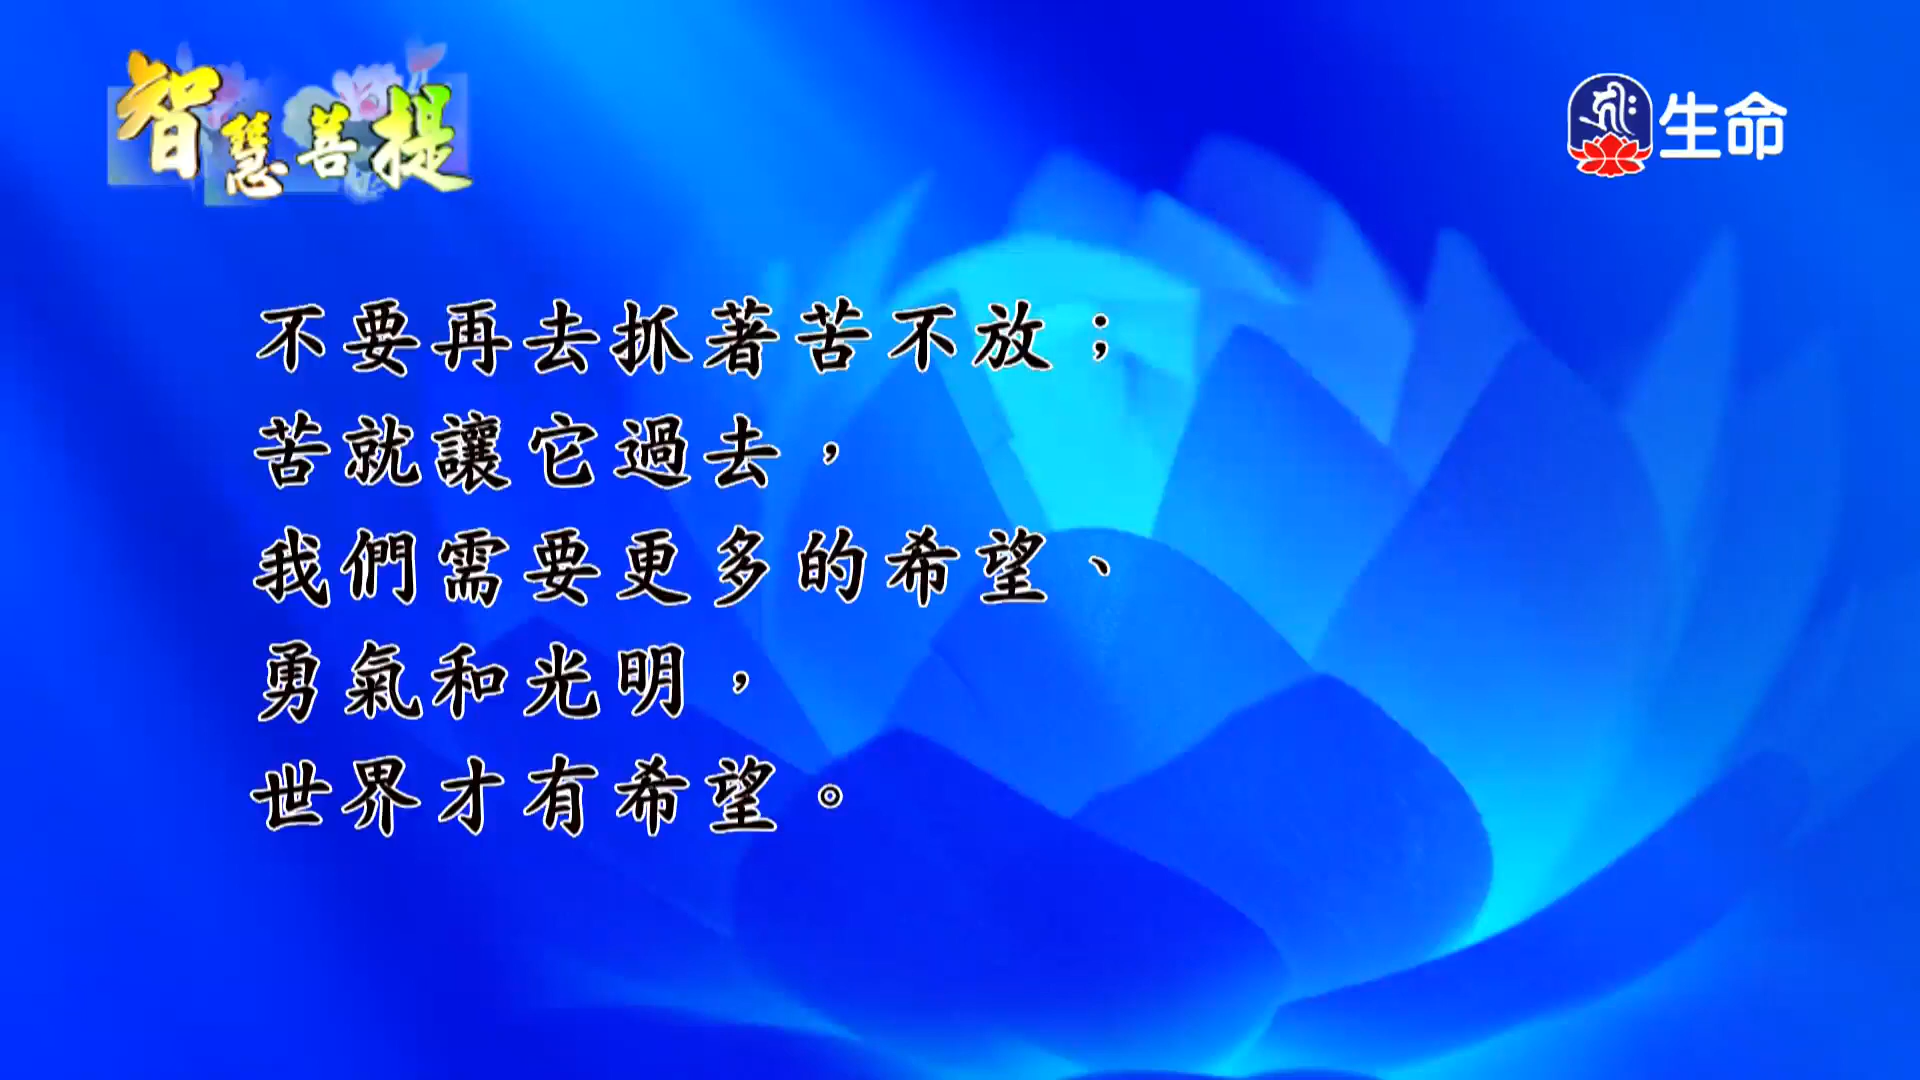 智慧菩提
生命
不要再去抓著苦不放；
苦就讓它過去，
我們需要更多的希望、
勇氣和光明，
世界才有希望。